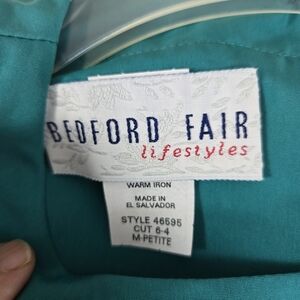 BEDFORD FAIR
lifestyles
WARM IRON
MADE IN
EL SALVADOR
STYLE 46595
CUT 6-4
M-PETITE